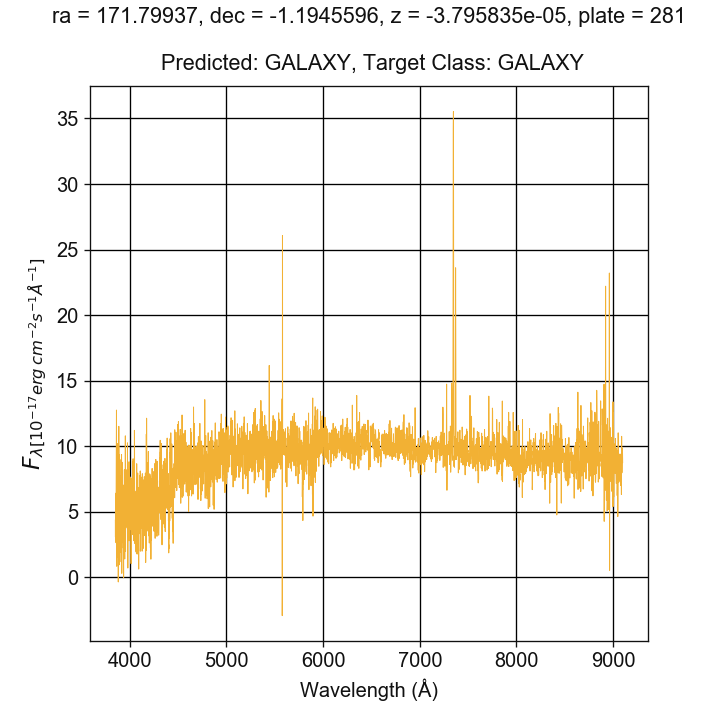 ra = 171.79937, dec = -1.1945596, z = -3.795835e-05, plate = 281
Predicted: GALAXY, Target Class: GALAXY
35
30
25
20
15
10
5
0
F_{λ[10^{−17} erg cm^{−2} s^{−1} Å^{−1}]}
4000 5000 6000 7000 8000 9000
Wavelength (Å)